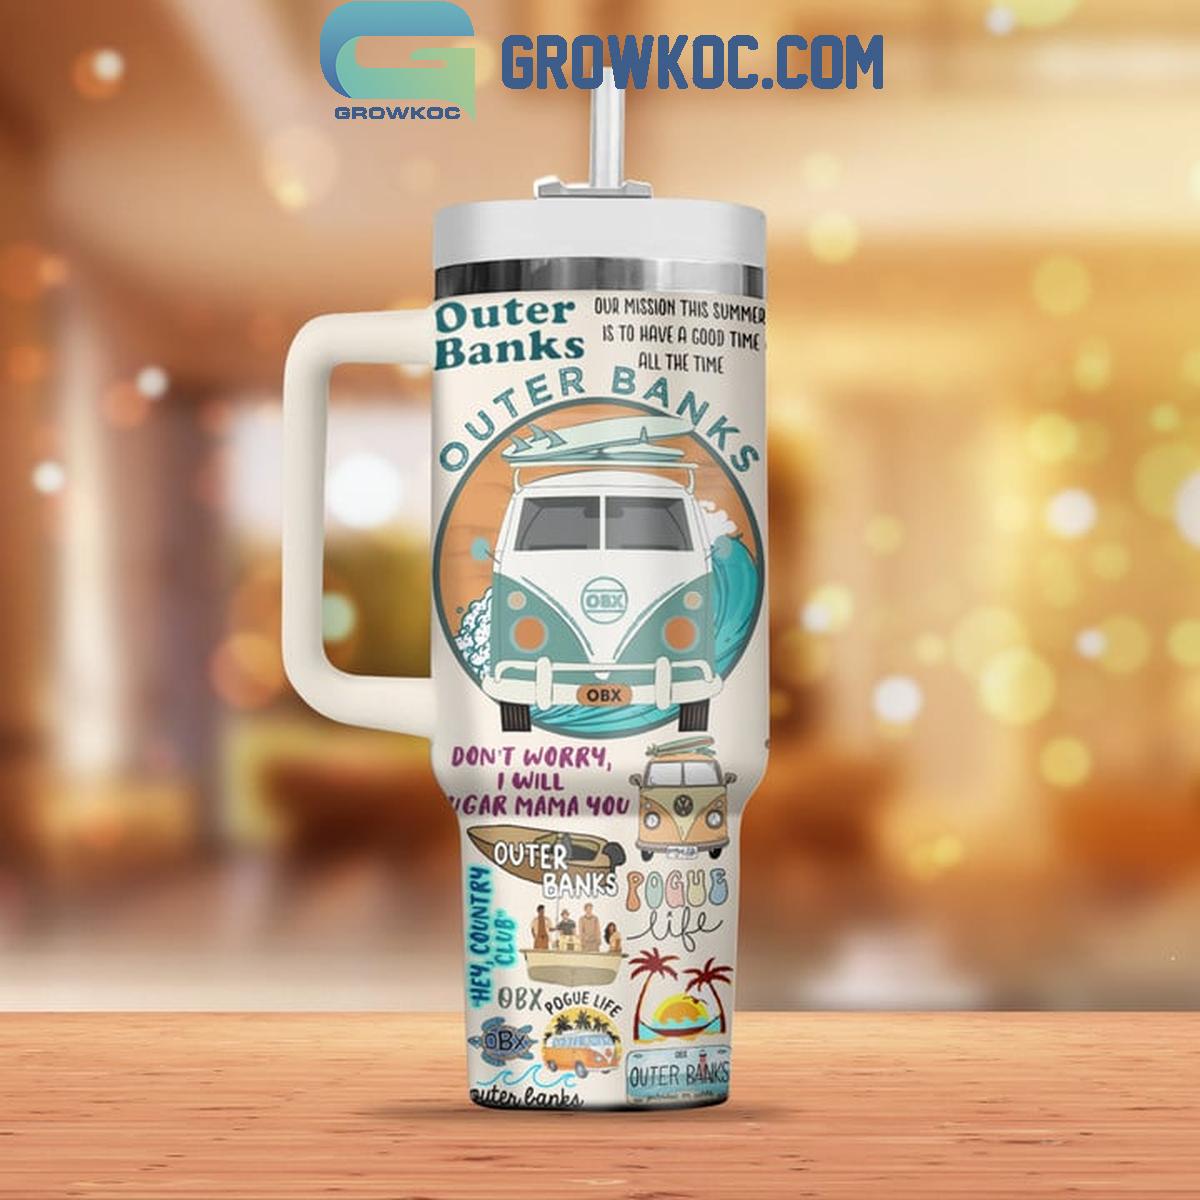 GROWKOC
GROWKOC.COM
Outer
Banks
OUR MISSION THIS SUMMER
IS TO HAVE A GOOD TIME
ALL THE TIME
OUTER BANKS
OBX
OBX
DON'T WORRY,
I WILL
UGAR MAMA YOU
OUTER
BANKS
POGUE
life
"HEY, COUNTRY
CLUB"
OBX
POGUE LIFE
OBX
OBX
OUTER BANKS
outer banks